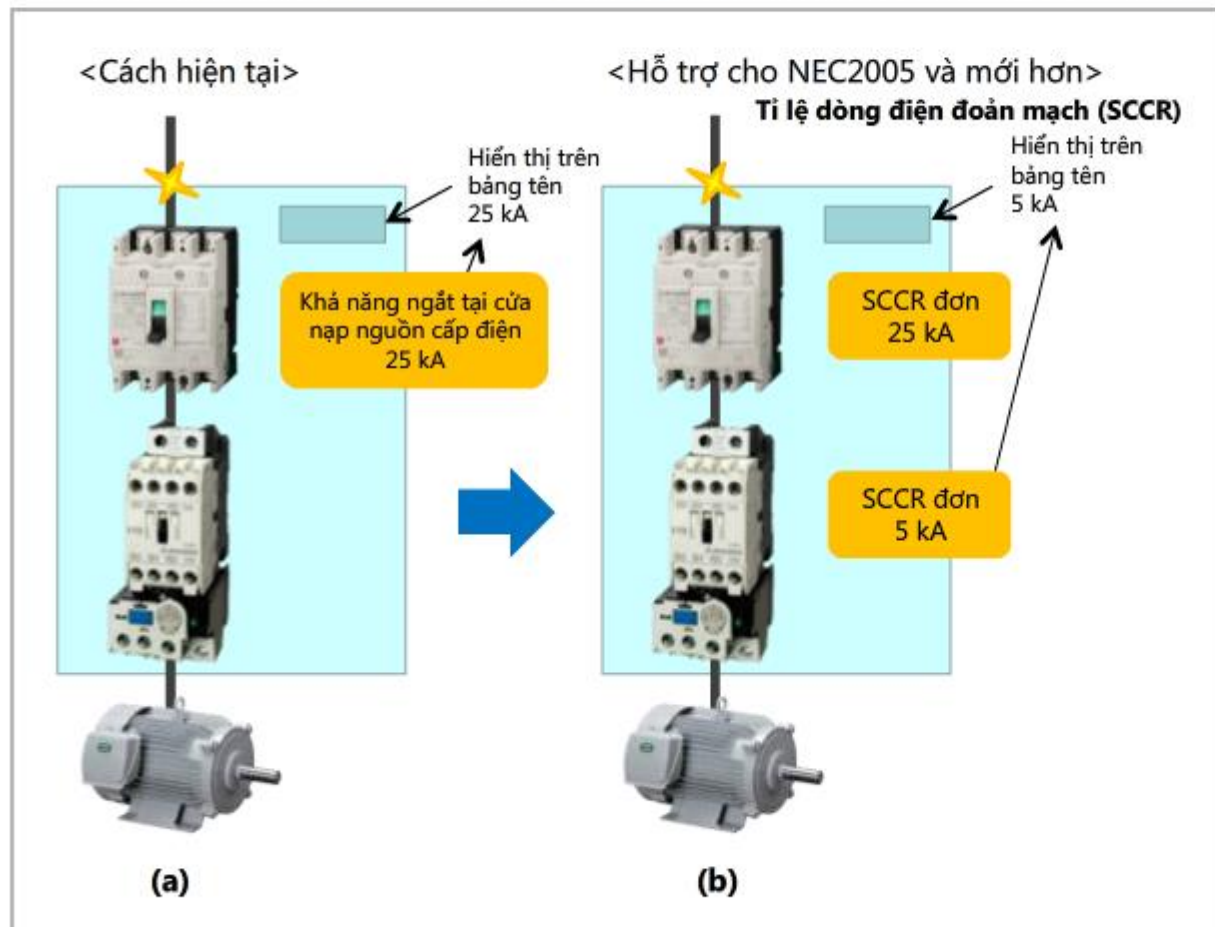 <Cách hiện tại>
Hiển thị trên
bảng tên
25 kA
Khả năng ngắt tại cửa
nạp nguồn cấp điện
25 kA
(a)
<Hỗ trợ cho NEC2005 và mới hơn>
Tỉ lệ dòng điện đoản mạch (SCCR)
Hiển thị trên
bảng tên
5 kA
SCCR đơn
25 kA
SCCR đơn
5 kA
(b)